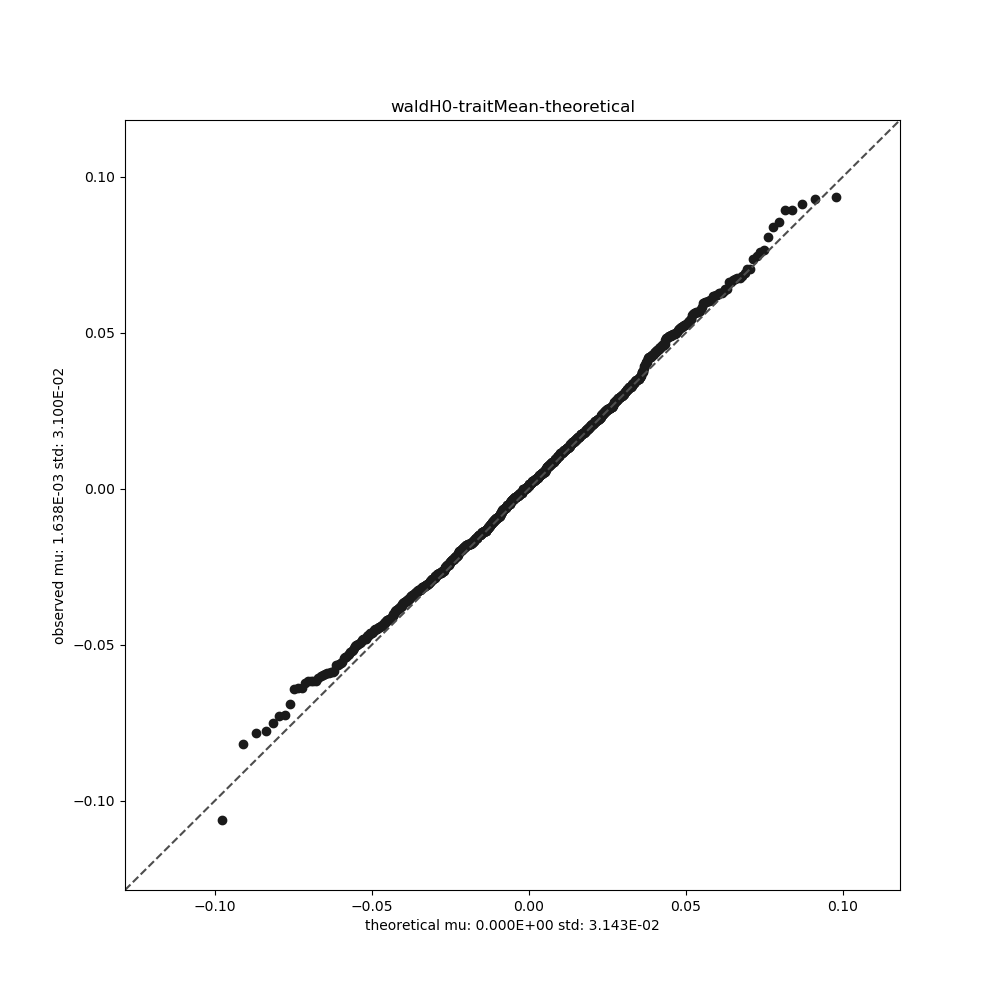 waldH0-traitMean-theoretical
observed mu: 1.638E-03 std: 3.100E-02
0.10
0.05
0.00
−0.05
−0.10
−0.10 −0.05 0.00 0.05 0.10
theoretical mu: 0.000E+00 std: 3.143E-02